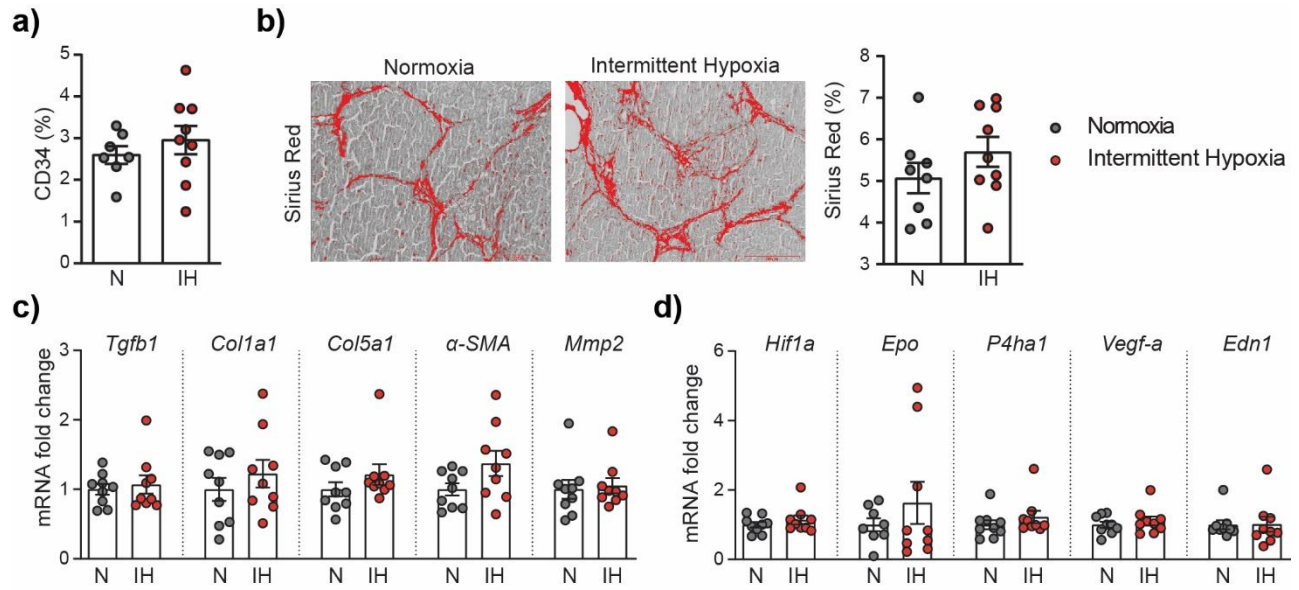 a)
CD34 (%)
5
4
3
2
1
0
N IH
b)
Normoxia Intermittent Hypoxia
Sirius Red
Sirius Red (%)
8
7
6
5
4
3
N IH
Normoxia
Intermittent Hypoxia
c)
Tgfb1 Col1a1 Col5a1 α-SMA Mmp2
mRNA fold change
3
2
1
0
N IH N IH N IH N IH N IH
d)
Hif1a Epo P4ha1 Vegf-a Edn1
mRNA fold change
6
4
2
0
N IH N IH N IH N IH N IH